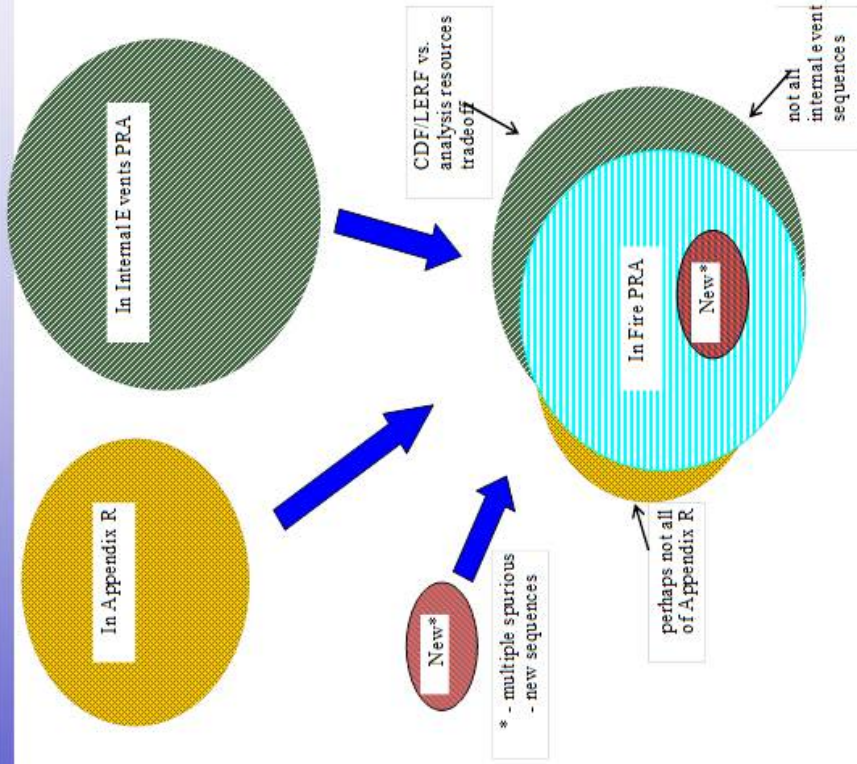 In Appendix R
In Internal Events PRA
New*
* - multiple spurious
- new sequences
CDF/LERF vs.
analysis resources
tradeoff
In Fire PRA
New*
perhaps not all
of Appendix R
not all
internal event
sequences